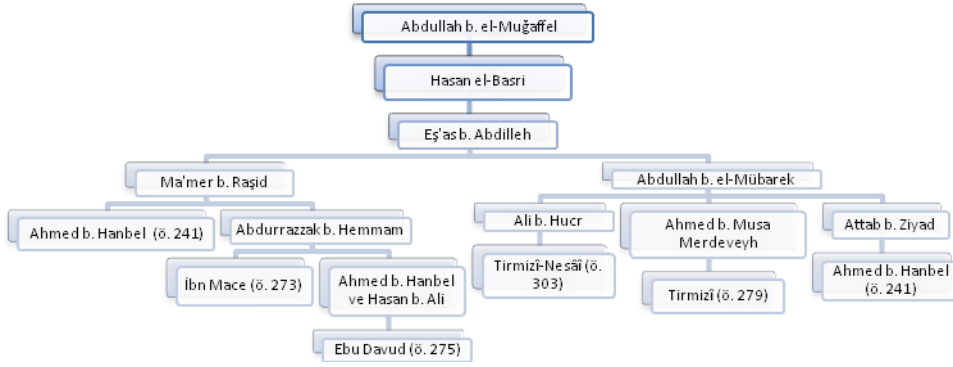 Abdullah b. el-Muğaffel
Hasan el-Basri
Eş'as b. Abdilleh
Ma'mer b. Raşid
Abdullah b. el-Mübarek
Ahmed b. Hanbel (ö. 241)
Abdurrazzak b. Hemmam
Ali b. Hucr
Ahmed b. Musa
Merdeveyh
Attab b. Ziyad
İbn Mace (ö. 273)
Ahmed b. Hanbel
ve Hasan b. Ali
Tirmizî-Nesâî (ö.
303)
Tirmizî (ö. 279)
Ahmed b. Hanbel
(ö. 241)
Ebu Davud (ö. 275)